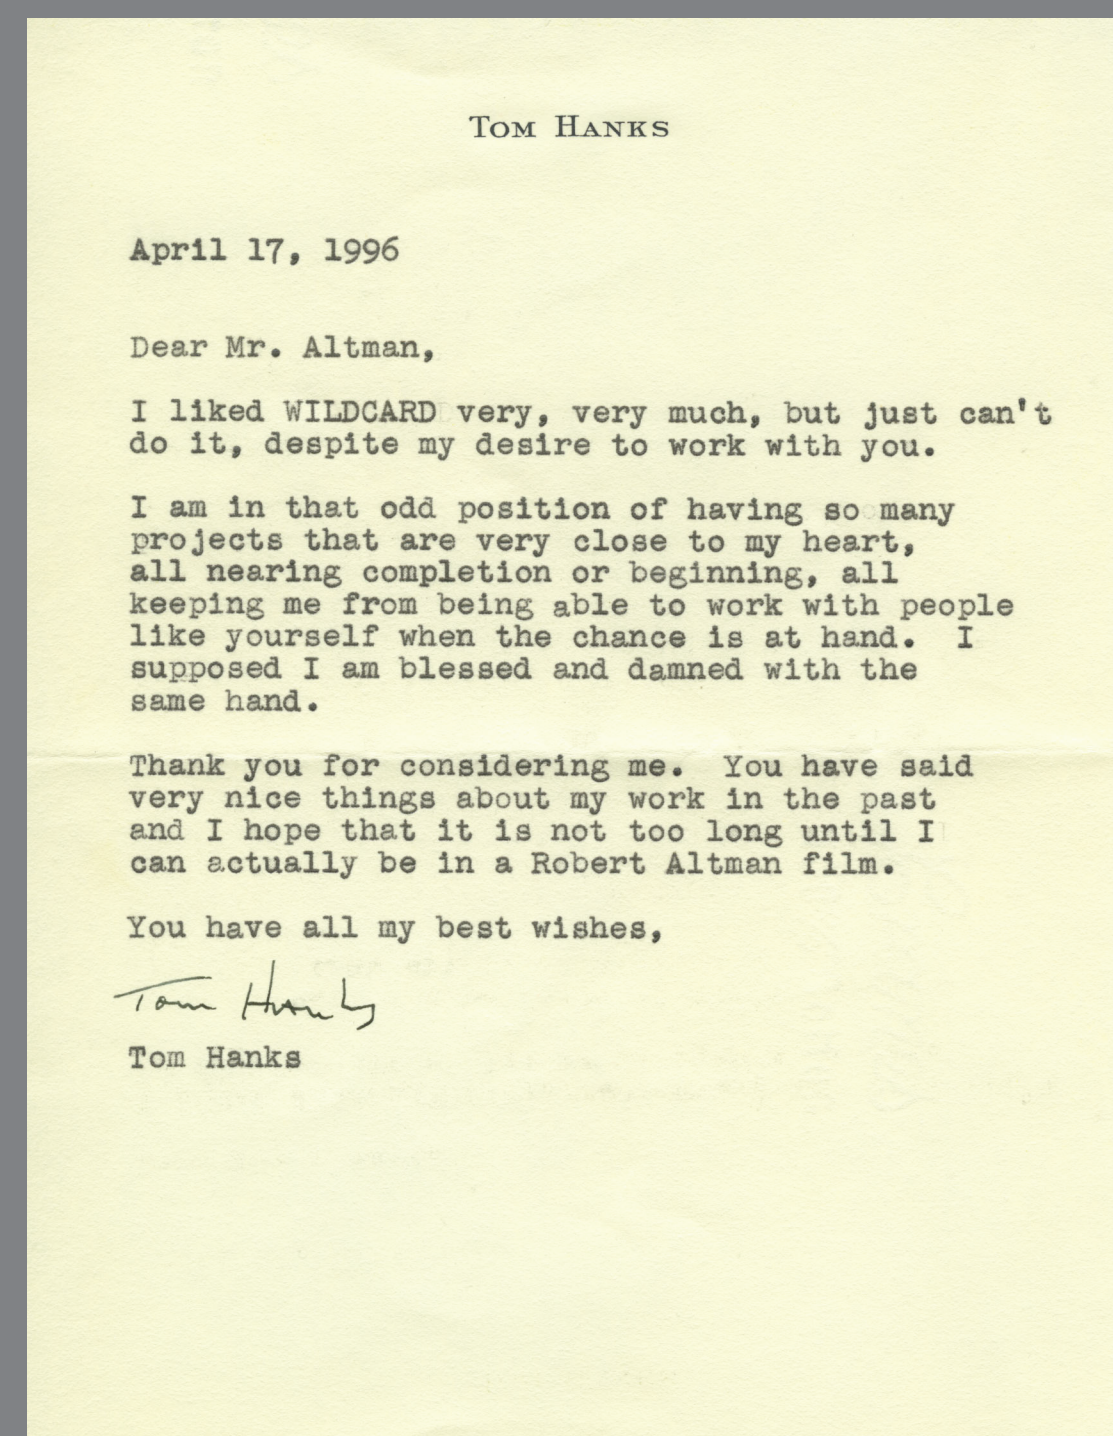 Tom Hanks
April 17, 1996
Dear Mr. Altman,
I liked WILDCARD very, very much, but just can't
do it, despite my desire to work with you.
I am in that odd position of having so many
projects that are very close to my heart,
all nearing completion or beginning, all
keeping me from being able to work with people
like yourself when the chance is at hand.  I
supposed I am blessed and damned with the
same hand.
Thank you for considering me.  You have said
very nice things about my work in the past
and I hope that it is not too long until I
can actually be in a Robert Altman film.
You have all my best wishes,
Tom Hanks
Tom Hanks